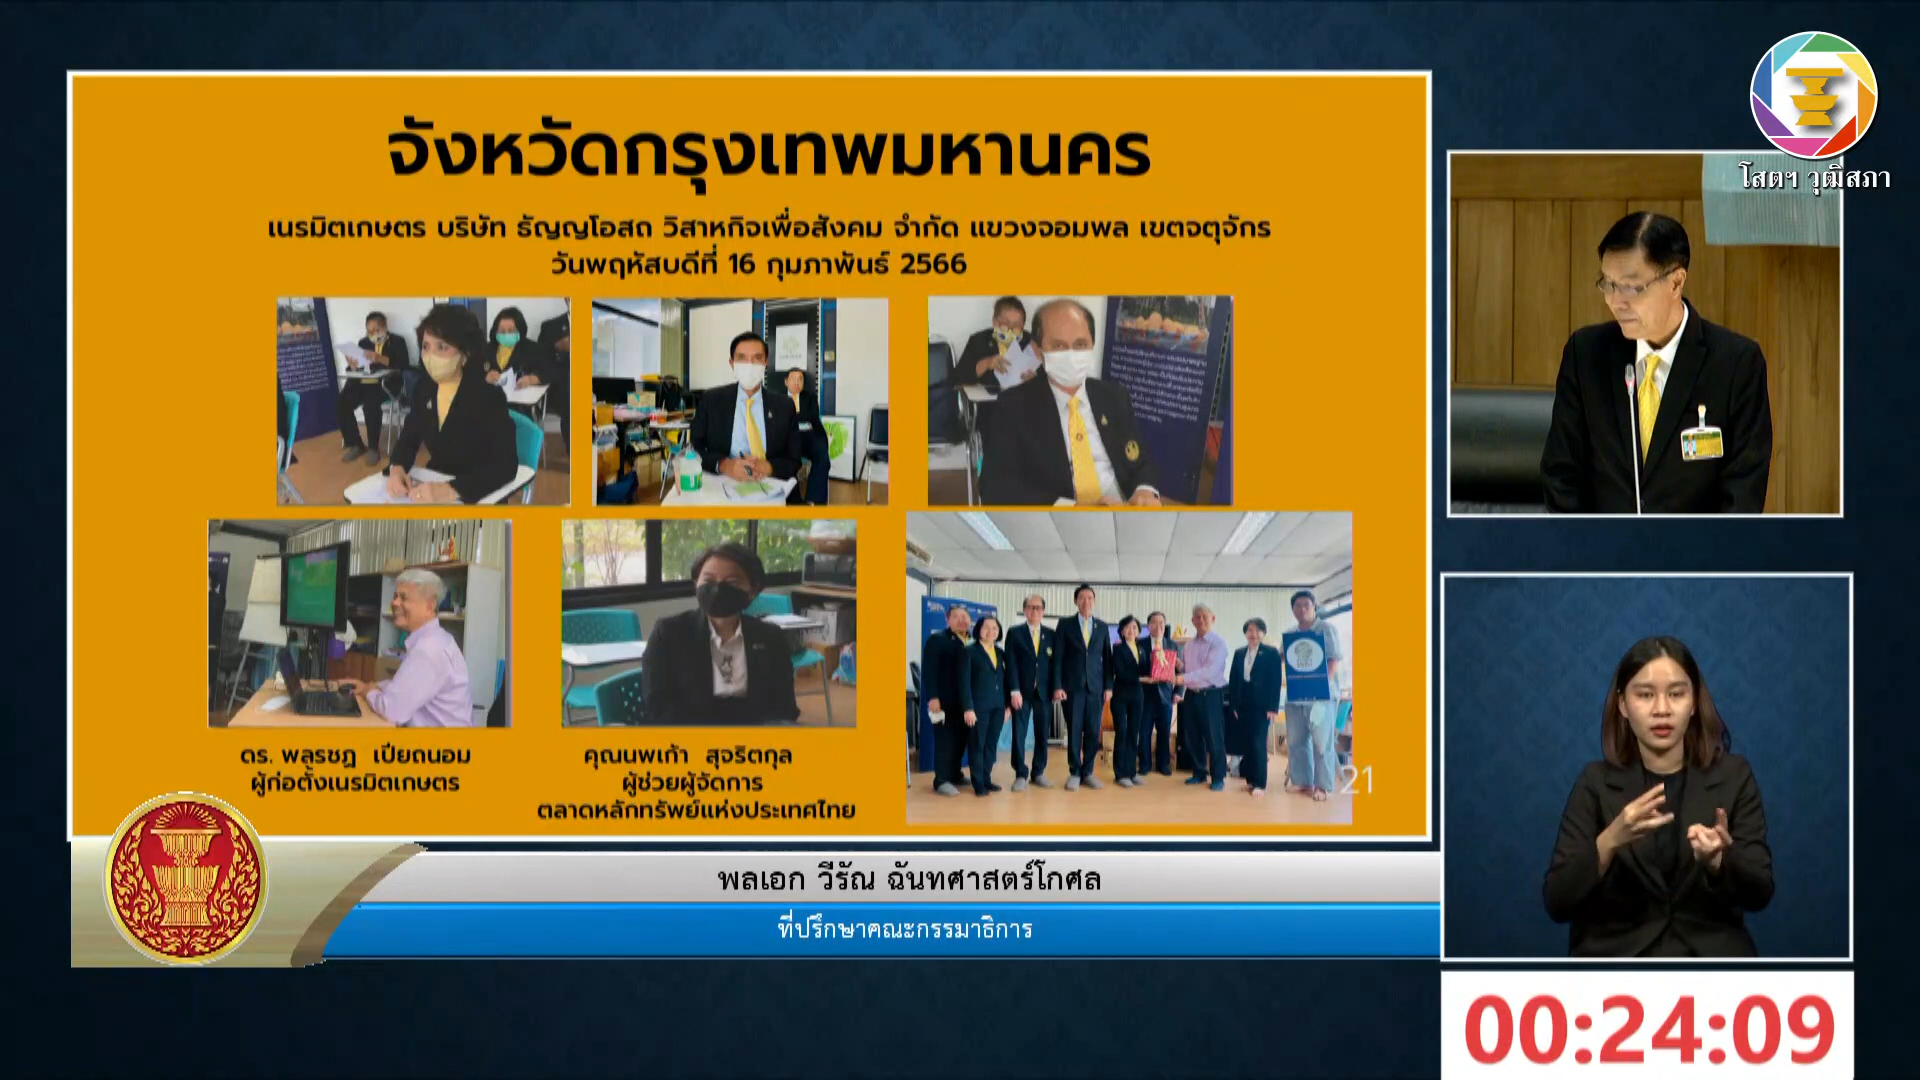 จังหวัดกรุงเทพมหานคร
เนรมิตเกษตร บริษัท ธัญญโอสถ วิสาหกิจเพื่อสังคม จำกัด แขวงจอมพล เขตจตุจักร
วันพฤหัสบดีที่ 16 กุมภาพันธ์ 2566
ดร. พลรชฏ เปียถนอม
ผู้ก่อตั้งเนรมิตเกษตร
คุณนพเก้า สุจริตกุล
ผู้ช่วยผู้จัดการ
ตลาดหลักทรัพย์แห่งประเทศไทย
21
โสตฯ วุฒิสภา
พลเอก วีรัณ ฉันทศาสตร์โกศล
ที่ปรึกษาคณะกรรมาธิการ
00:24:09